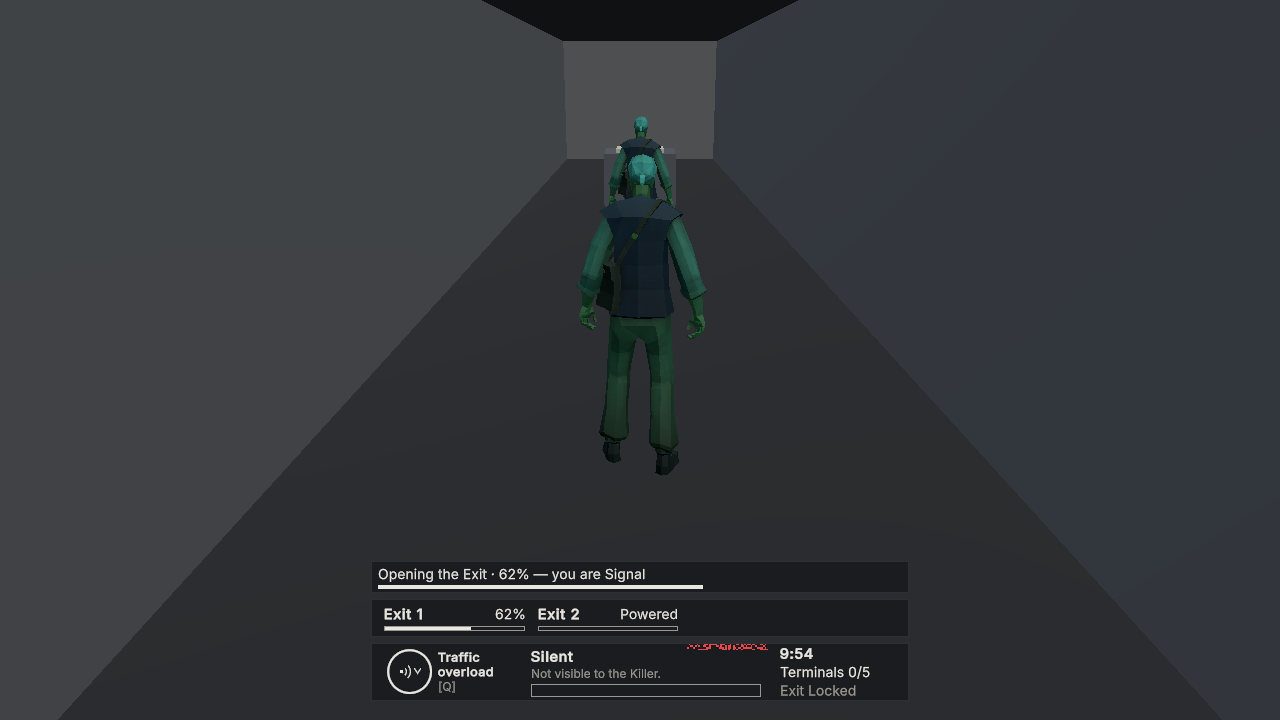 Opening the Exit · 62% — you are Signal
Exit 1 62% Exit 2 Powered
Traffic overload
[Q]
Silent
Not visible to the Killer.
9:54
Terminals 0/5
Exit Locked